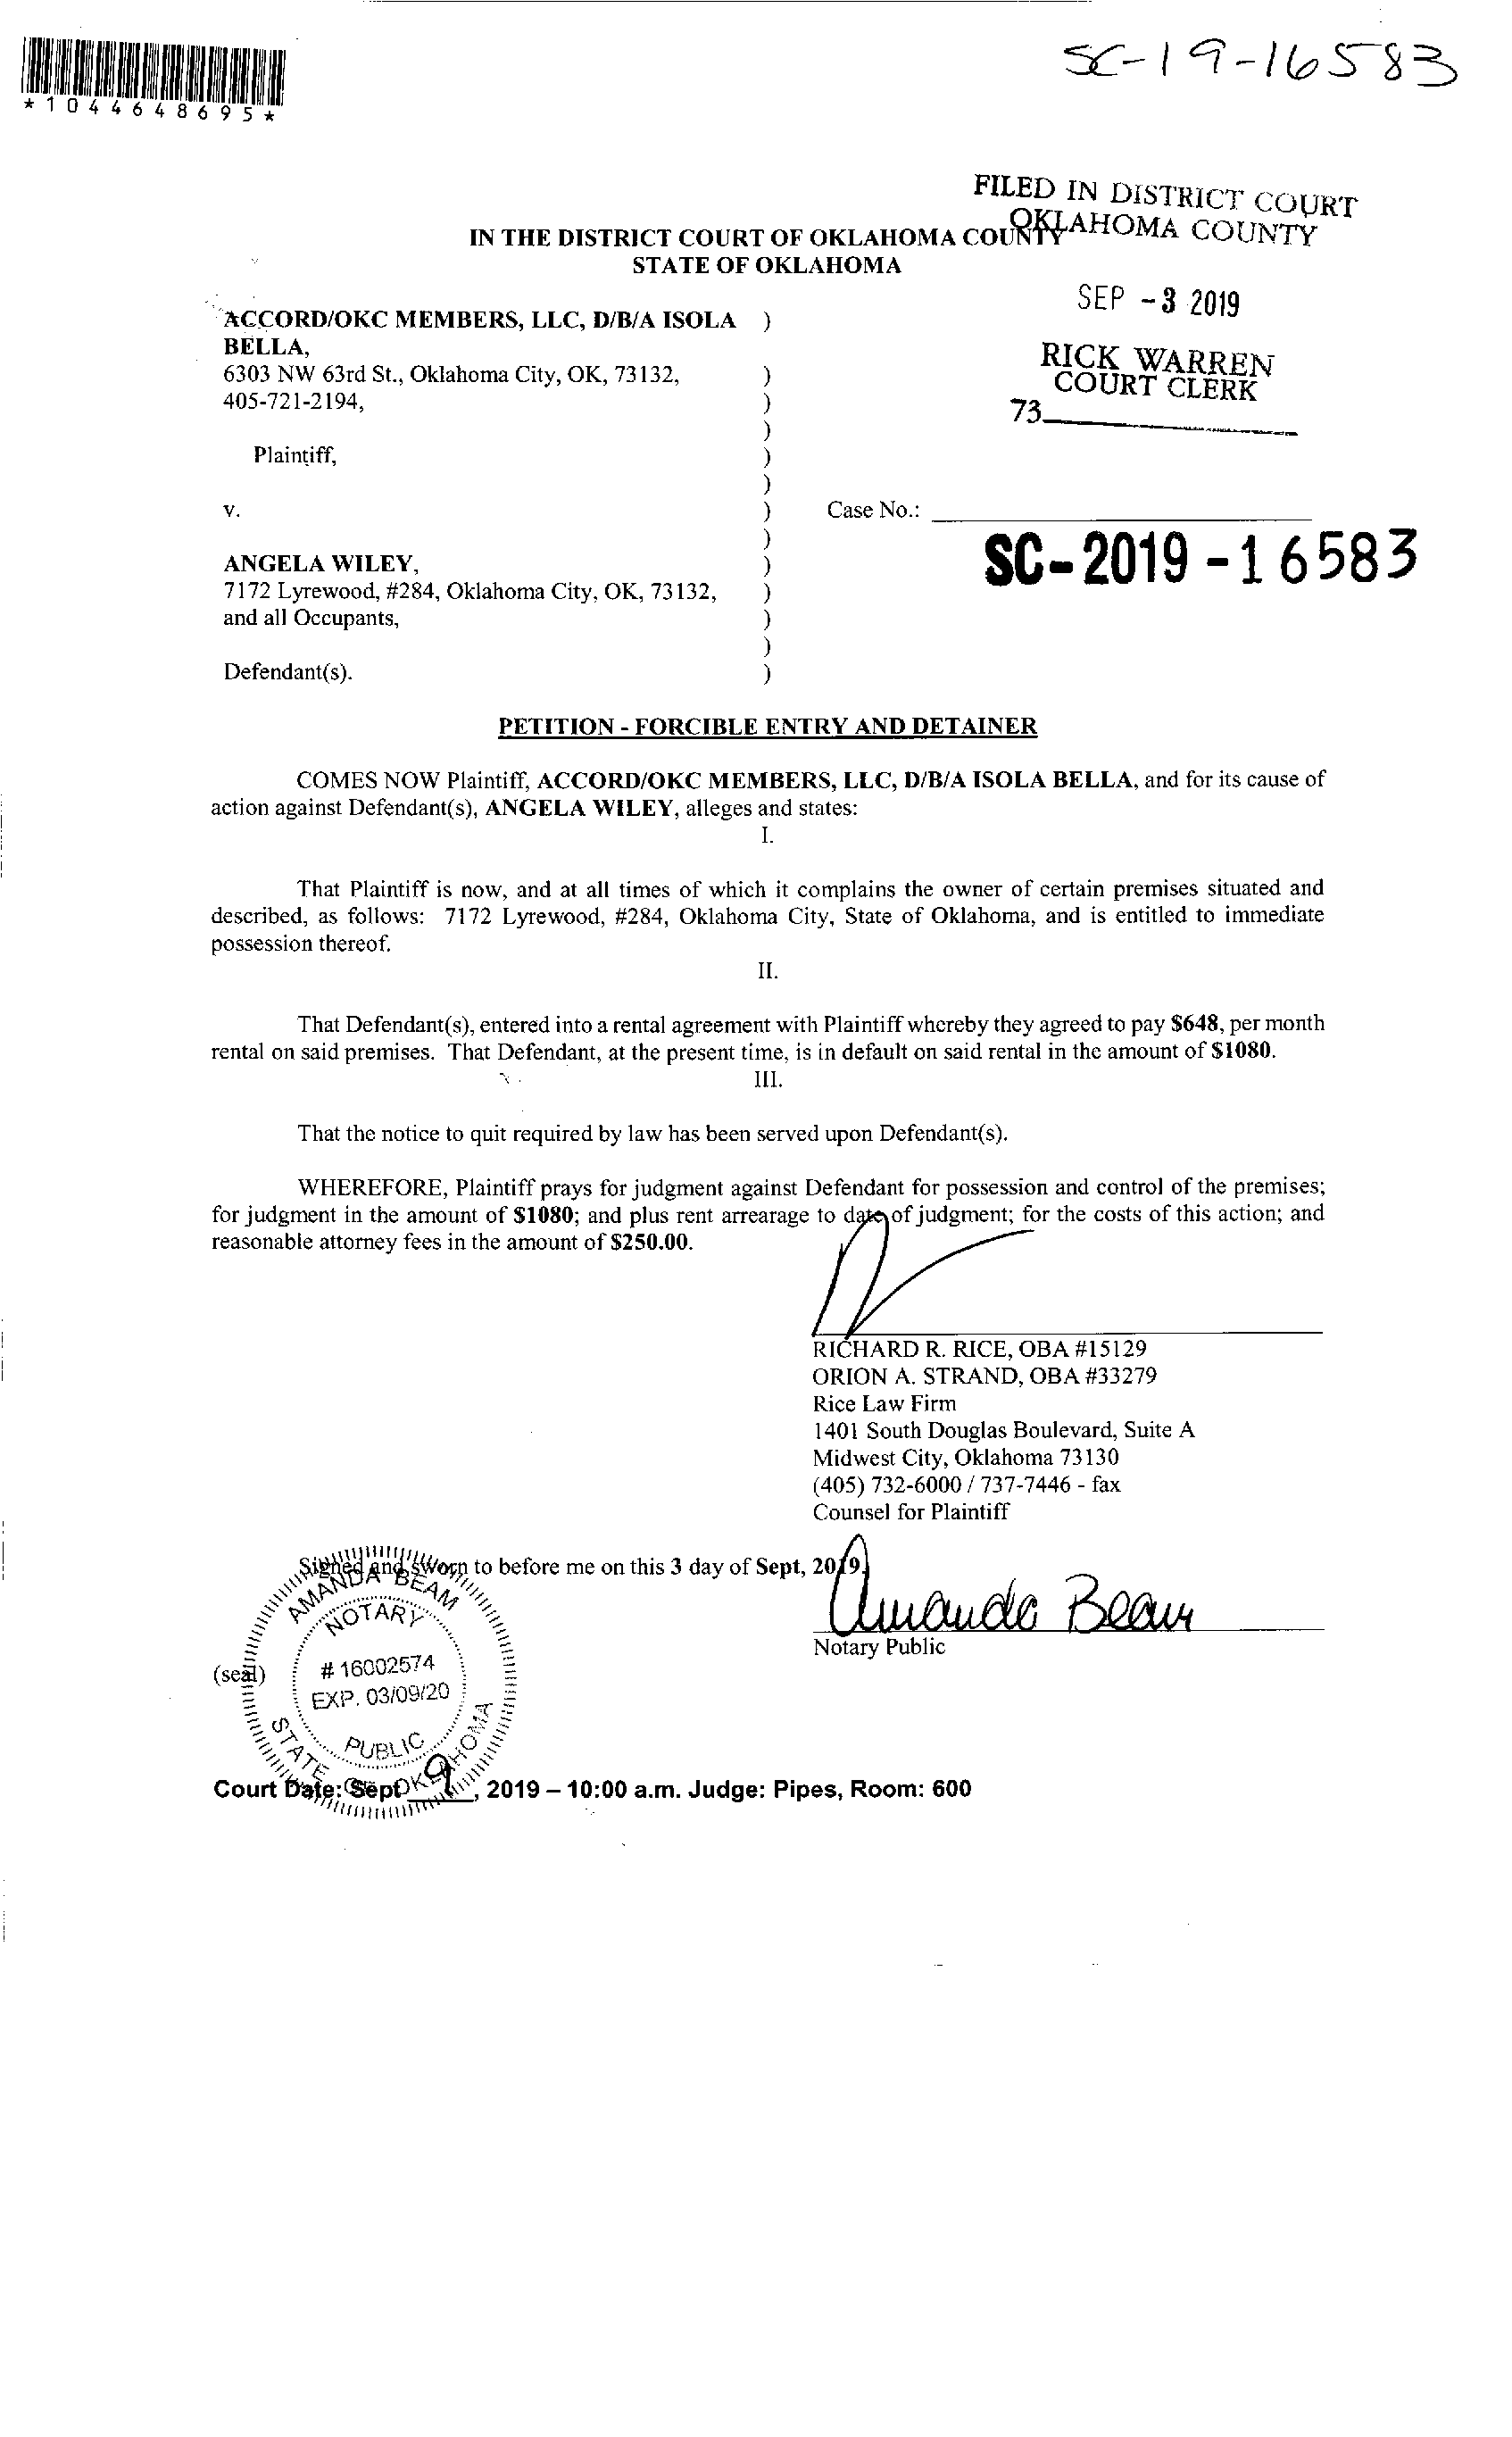 *1044648695*
SC-19-16583
FILED IN DISTRICT COURT
OKLAHOMA COUNTY
IN THE DISTRICT COURT OF OKLAHOMA COUNTY
STATE OF OKLAHOMA
SEP -3 2019
RICK WARREN
COURT CLERK
73
ACCORD/OKC MEMBERS, LLC, D/B/A ISOLA )
BELLA,
6303 NW 63rd St., Oklahoma City, OK, 73132, )
405-721-2194, )
)
Plaintiff, )
)
v. ) Case No.:
)
SC-2019-16583
ANGELA WILEY, )
7172 Lyrewood, #284, Oklahoma City, OK, 73132, )
and all Occupants, )
)
Defendant(s). )
PETITION - FORCIBLE ENTRY AND DETAINER
COMES NOW Plaintiff, ACCORD/OKC MEMBERS, LLC, D/B/A ISOLA BELLA, and for its cause of
action against Defendant(s), ANGELA WILEY, alleges and states:
I.
That Plaintiff is now, and at all times of which it complains the owner of certain premises situated and
described, as follows: 7172 Lyrewood, #284, Oklahoma City, State of Oklahoma, and is entitled to immediate
possession thereof.
II.
That Defendant(s), entered into a rental agreement with Plaintiff whereby they agreed to pay $648, per month
rental on said premises. That Defendant, at the present time, is in default on said rental in the amount of $1080.
III.
That the notice to quit required by law has been served upon Defendant(s).
WHEREFORE, Plaintiff prays for judgment against Defendant for possession and control of the premises;
for judgment in the amount of $1080; and plus rent arrearage to date of judgment; for the costs of this action; and
reasonable attorney fees in the amount of $250.00.
RICHARD R. RICE, OBA #15129
ORION A. STRAND, OBA #33279
Rice Law Firm
1401 South Douglas Boulevard, Suite A
Midwest City, Oklahoma 73130
(405) 732-6000 / 737-7446 - fax
Counsel for Plaintiff
Signed and sworn to before me on this 3 day of Sept, 2019.
Amanda Beam
Notary Public
(seal)
AMANDA BEAM
NOTARY
# 16002574
EXP. 03/09/20
PUBLIC
STATE OF OKLAHOMA
Court Date: Sept 9, 2019 – 10:00 a.m. Judge: Pipes, Room: 600